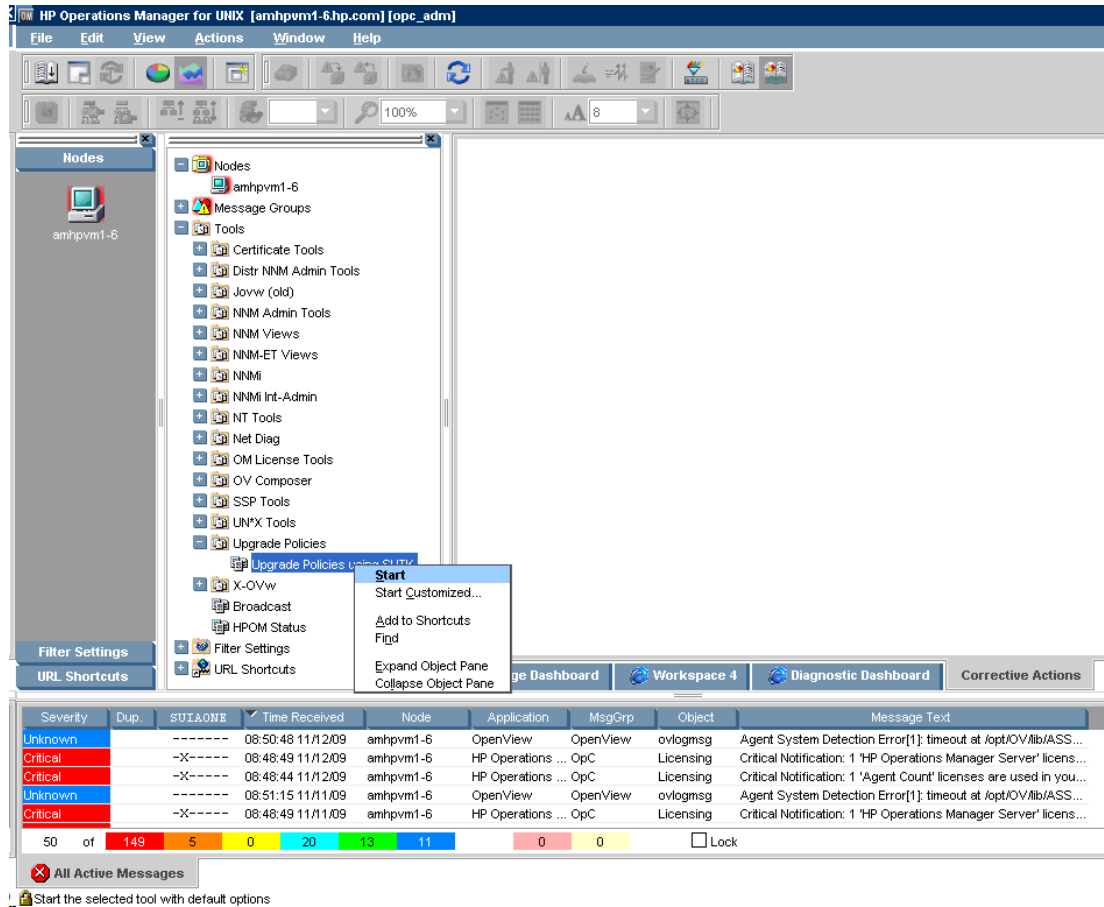 HP Operations Manager for UNIX [amhpvm1-6.hp.com] [opc_adm]
File Edit View Actions Window Help
100%
8
Nodes
amhpvm1-6
Filter Settings
URL Shortcuts
Nodes
amhpvm1-6
Message Groups
Tools
Certificate Tools
Distr NNM Admin Tools
Jovw (old)
NNM Admin Tools
NNM Views
NNM-ET Views
NNMi
NNMi Int-Admin
NT Tools
Net Diag
OM License Tools
OV Composer
SSP Tools
UN*X Tools
Upgrade Policies
Upgrade Policies using SUTK
X-OVw
Broadcast
HPOM Status
Filter Settings
URL Shortcuts
Start
Start Customized...
Add to Shortcuts
Find
Expand Object Pane
Collapse Object Pane
ge Dashboard Workspace 4 Diagnostic Dashboard Corrective Actions
Severity Dup. SUIAONE Time Received Node Application MsgGrp Object Message Text
Unknown ------- 08:50:48 11/12/09 amhpvm1-6 OpenView OpenView ovlogmsg Agent System Detection Error[1]: timeout at /opt/OV/lib/ASS...
Critical -X----- 08:48:49 11/12/09 amhpvm1-6 HP Operations ... OpC Licensing Critical Notification: 1 'HP Operations Manager Server' licens...
Critical -X----- 08:48:44 11/12/09 amhpvm1-6 HP Operations ... OpC Licensing Critical Notification: 1 'Agent Count' licenses are used in you...
Unknown ------- 08:51:15 11/11/09 amhpvm1-6 OpenView OpenView ovlogmsg Agent System Detection Error[1]: timeout at /opt/OV/lib/ASS...
Critical -X----- 08:48:49 11/11/09 amhpvm1-6 HP Operations ... OpC Licensing Critical Notification: 1 'HP Operations Manager Server' licens...
50 of 149 5 0 20 13 11 0 0 Lock
All Active Messages
Start the selected tool with default options